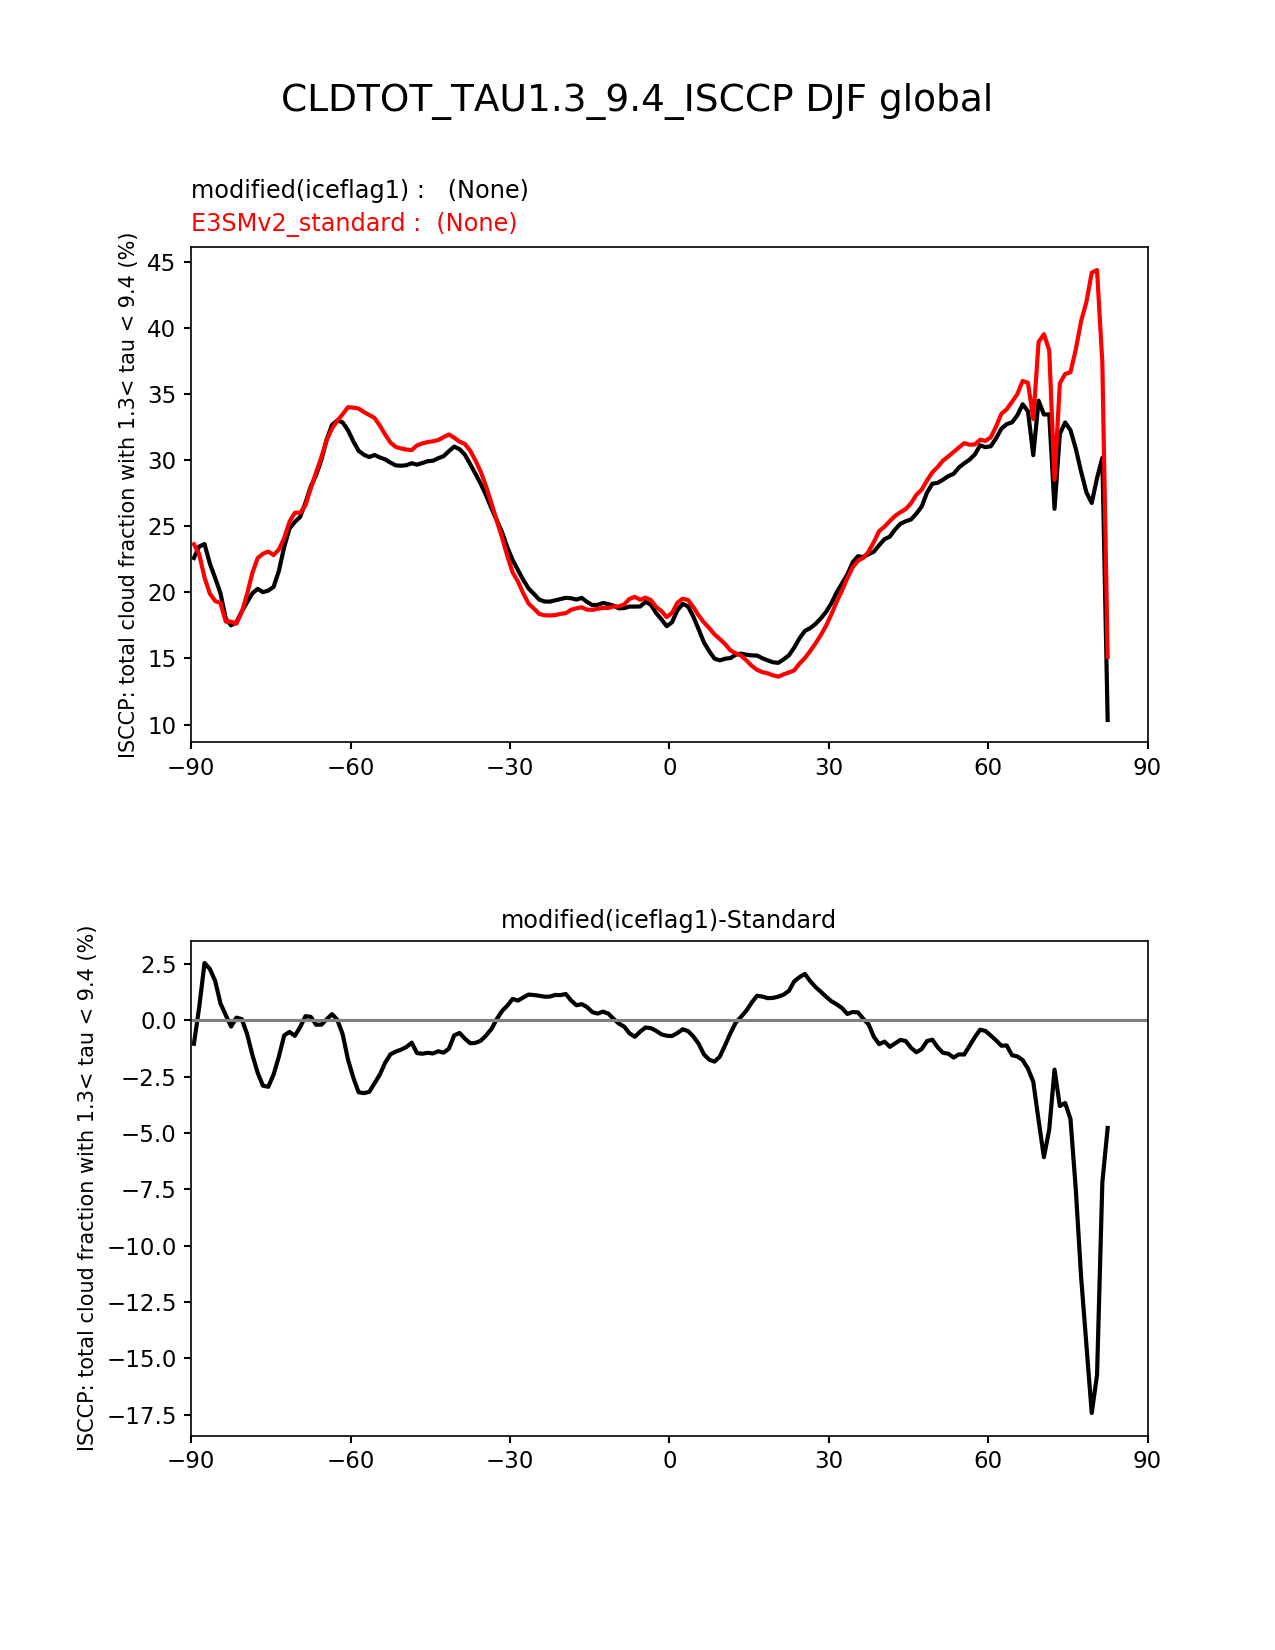 CLDTOT_TAU1.3_9.4_ISCCP DJF global
modified(iceflag1) :   (None)
E3SMv2_standard :  (None)
ISCCP: total cloud fraction with 1.3< tau < 9.4 (%)
45
40
35
30
25
20
15
10
−90 −60 −30 0 30 60 90
modified(iceflag1)-Standard
ISCCP: total cloud fraction with 1.3< tau < 9.4 (%)
2.5
0.0
−2.5
−5.0
−7.5
−10.0
−12.5
−15.0
−17.5
−90 −60 −30 0 30 60 90